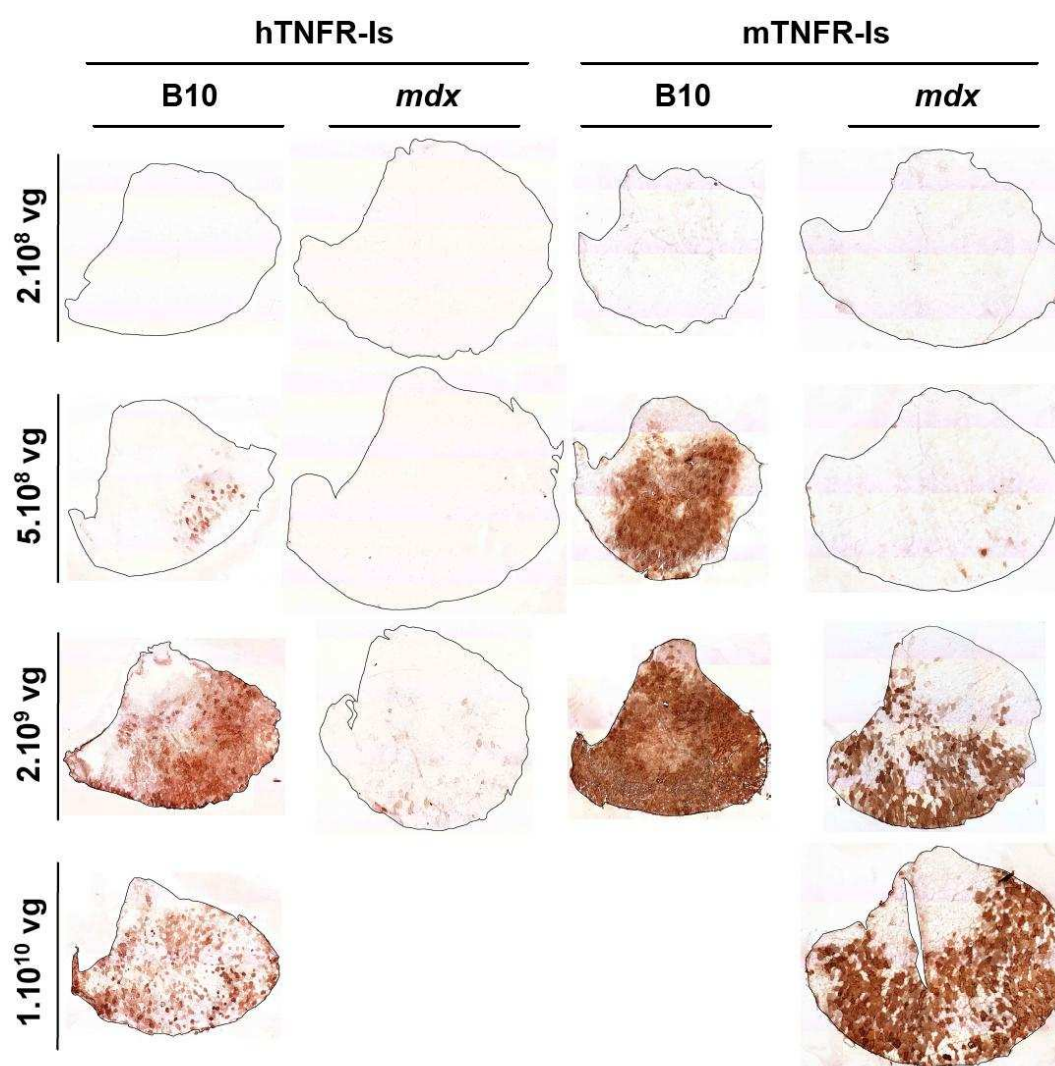 hTNFR-Is mTNFR-Is
B10 mdx B10 mdx
2.10⁸ vg
5.10⁸ vg
2.10⁹ vg
1.10¹⁰ vg